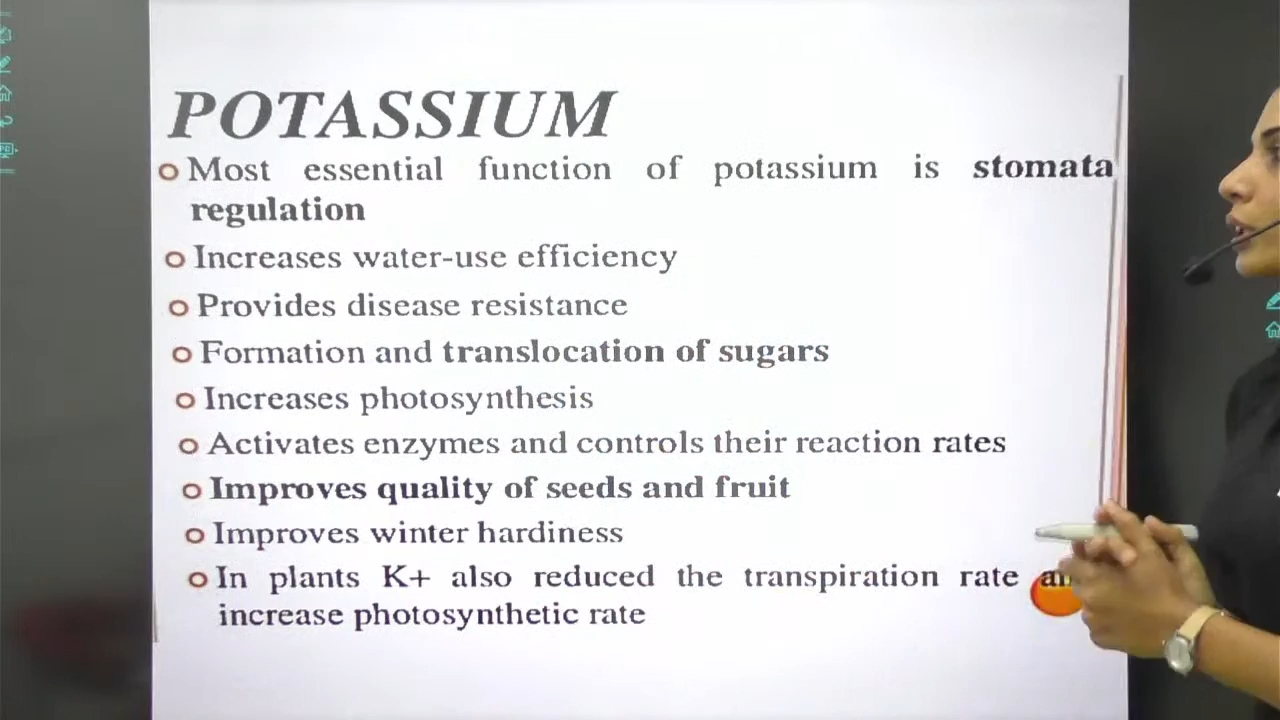 POTASSIUM
Most essential function of potassium is stomata
regulation
Increases water-use efficiency
Provides disease resistance
Formation and translocation of sugars
Increases photosynthesis
Activates enzymes and controls their reaction rates
Improves quality of seeds and fruit
Improves winter hardiness
In plants K+ also reduced the transpiration rate
increase photosynthetic rate